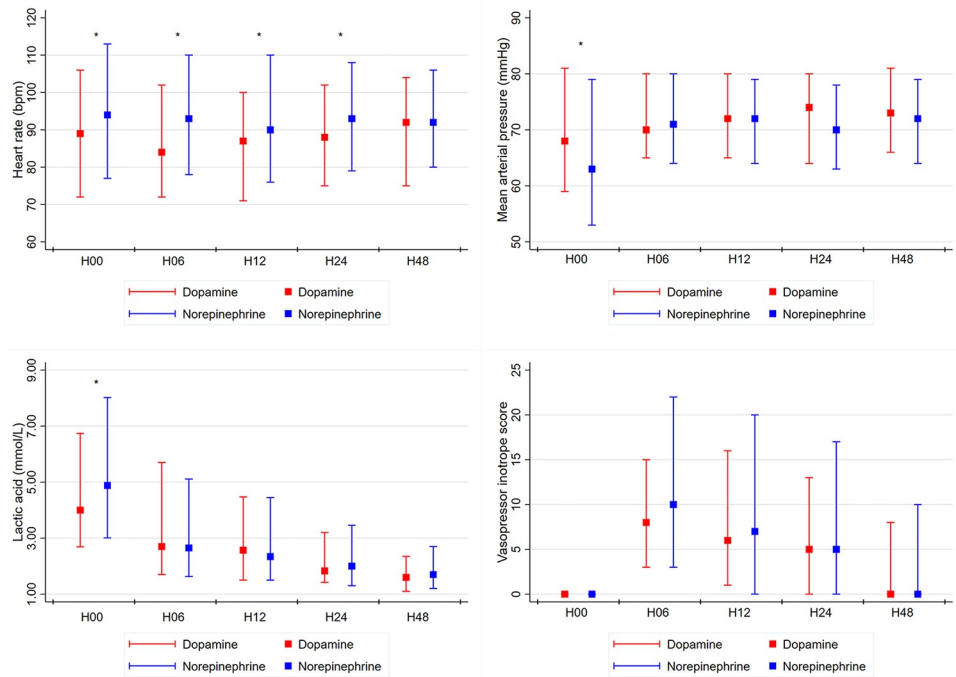 Heart rate (bpm)
120
110
100
90
80
70
60
* * * *
H00 H06 H12 H24 H48
Dopamine Dopamine
Norepinephrine Norepinephrine
Mean arterial pressure (mmHg)
90
80
70
60
50
*
H00 H06 H12 H24 H48
Dopamine Dopamine
Norepinephrine Norepinephrine
Lactic acid (mmol/L)
9.00
7.00
5.00
3.00
1.00
*
H00 H06 H12 H24 H48
Dopamine Dopamine
Norepinephrine Norepinephrine
Vasopressor inotrope score
25
20
15
10
5
0
H00 H06 H12 H24 H48
Dopamine Dopamine
Norepinephrine Norepinephrine